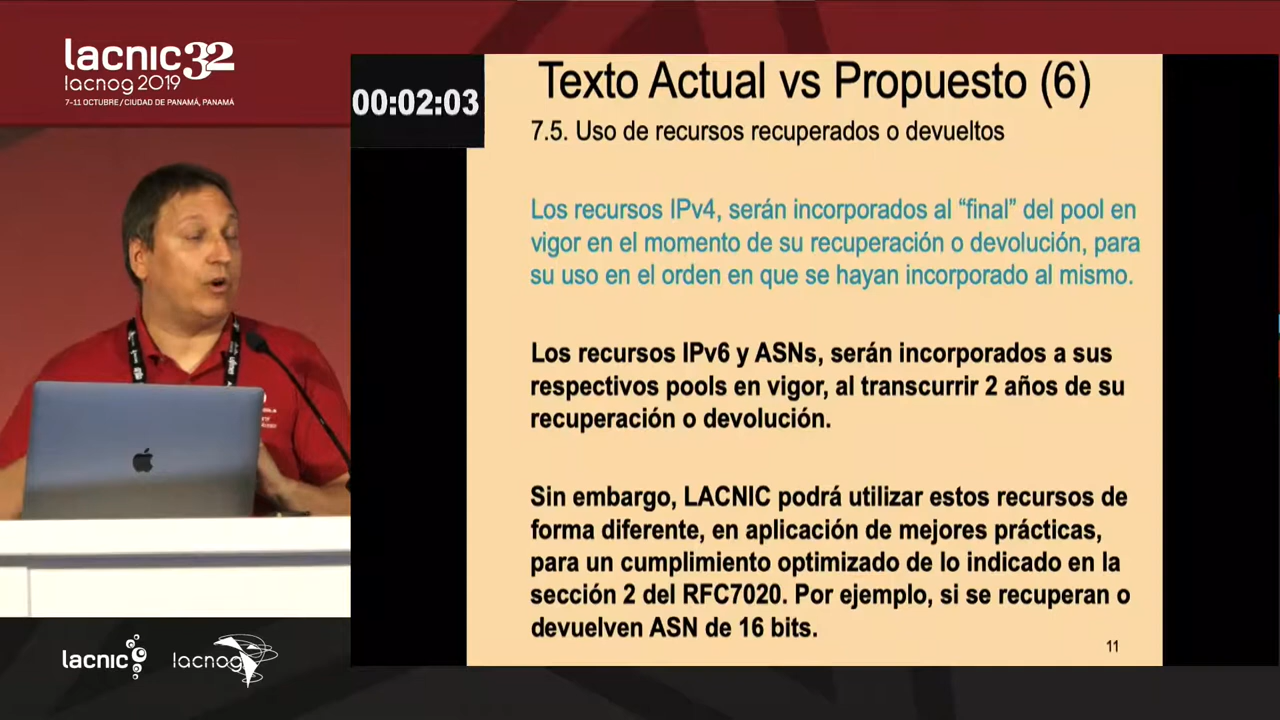 lacnic32
lacnog 2019
7-11 OCTUBRE / CIUDAD DE PANAMÁ, PANAMÁ
00:02:03
Texto Actual vs Propuesto (6)
7.5. Uso de recursos recuperados o devueltos
Los recursos IPv4, serán incorporados al “final” del pool en
vigor en el momento de su recuperación o devolución, para
su uso en el orden en que se hayan incorporado al mismo.
Los recursos IPv6 y ASNs, serán incorporados a sus
respectivos pools en vigor, al transcurrir 2 años de su
recuperación o devolución.
Sin embargo, LACNIC podrá utilizar estos recursos de
forma diferente, en aplicación de mejores prácticas,
para un cumplimiento optimizado de lo indicado en la
sección 2 del RFC7020. Por ejemplo, si se recuperan o
devuelven ASN de 16 bits.
11
lacnic
lacnog